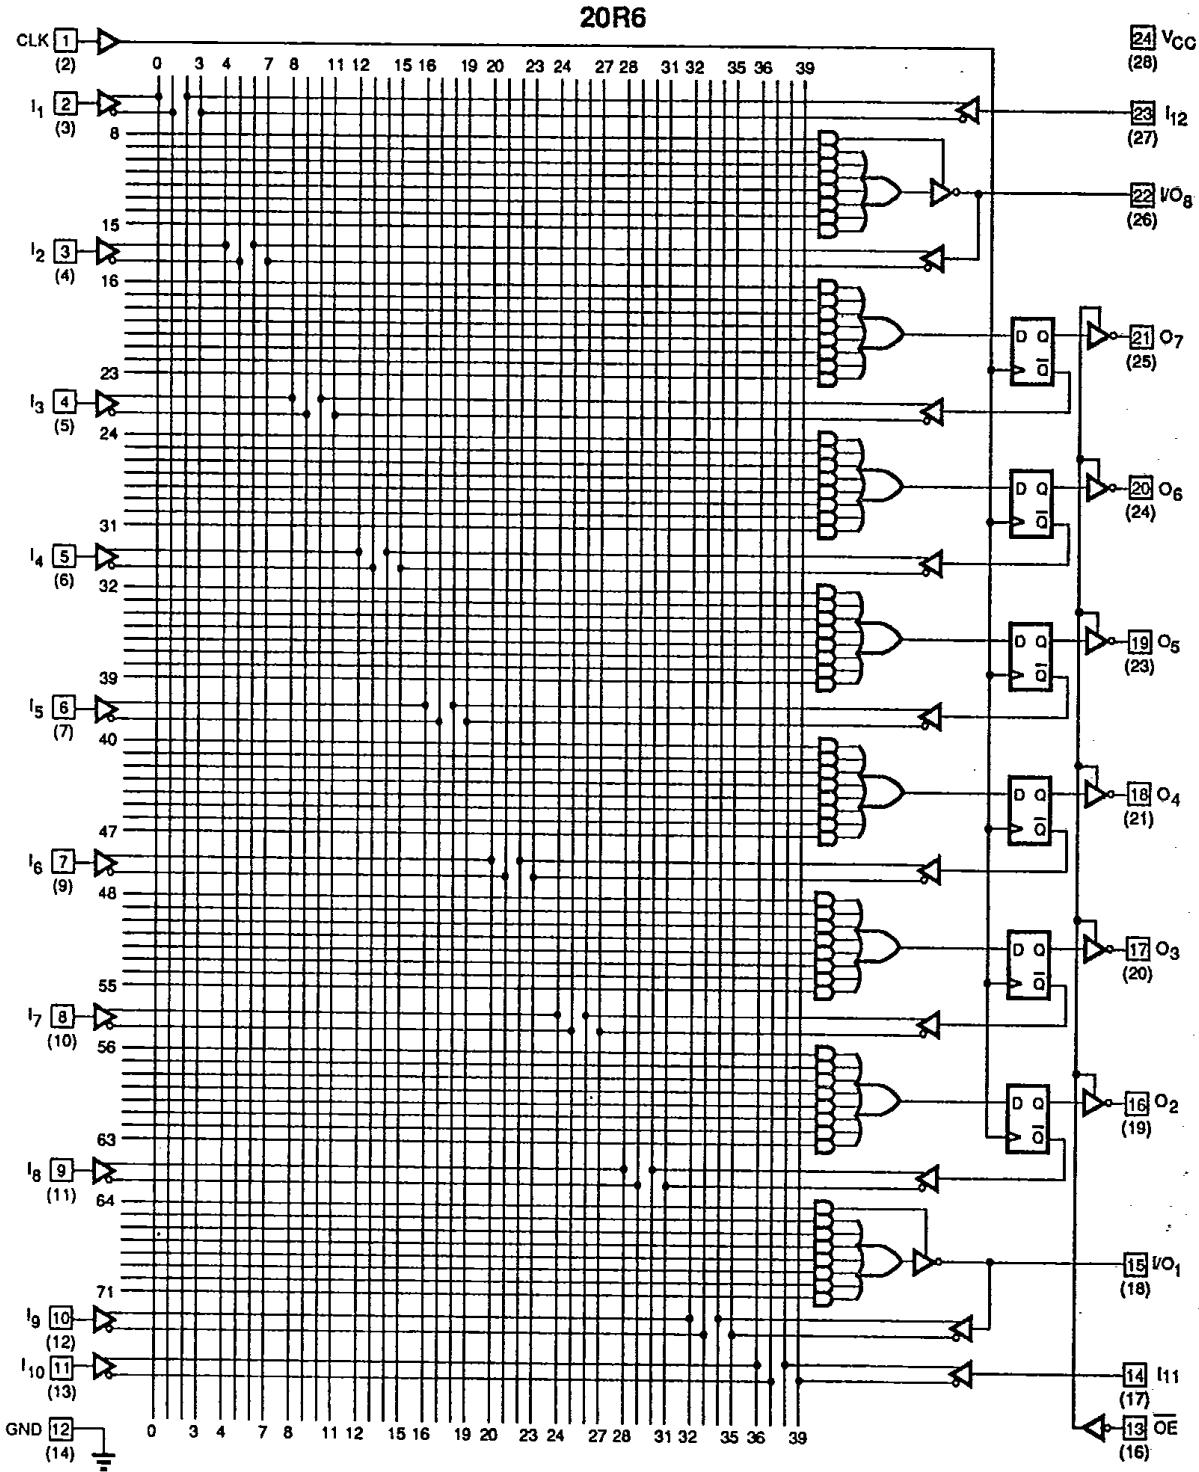 20R6
CLK 1 (2)
24 VCC (28)
0 3 4 7 8 11 12 15 16 19 20 23 24 27 28 31 32 35 36 39
I1 2 (3)
23 I12 (27)
8
22 I/O8 (26)
15
I2 3 (4)
16
D Q Q̅
21 O7 (25)
23
I3 4 (5)
24
D Q Q̅
20 O6 (24)
31
I4 5 (6)
32
D Q Q̅
19 O5 (23)
39
I5 6 (7)
40
D Q Q̅
18 O4 (21)
47
I6 7 (9)
48
D Q Q̅
17 O3 (20)
55
I7 8 (10)
56
D Q Q̅
16 O2 (19)
63
I8 9 (11)
64
15 I/O1 (18)
71
I9 10 (12)
I10 11 (13)
14 I11 (17)
GND 12 (14)
0 3 4 7 8 11 12 15 16 19 20 23 24 27 28 31 32 35 36 39
13 O̅E̅ (16)